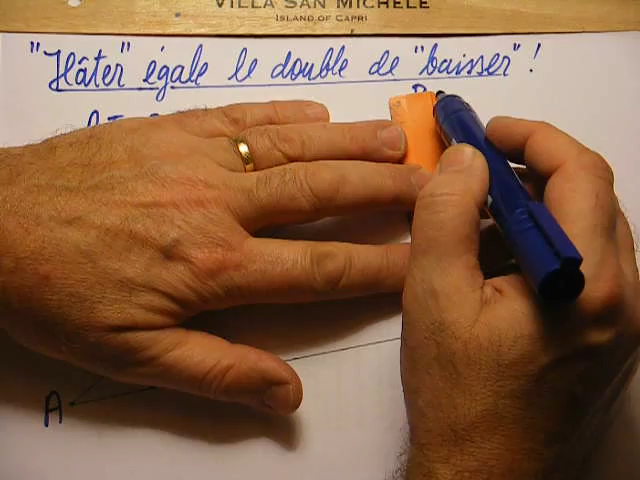 VILLA SAN MICHELE
ISLAND OF CAPRI
"Hâter" égale le double de "baisser" !
A